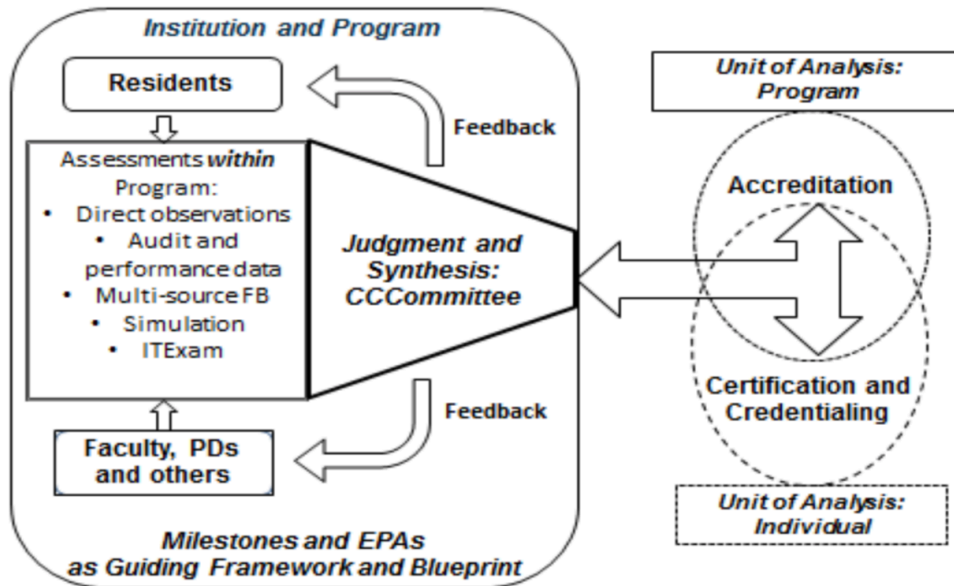 Institution and Program
Residents
Feedback
Assessments within
Program:
• Direct observations
• Audit and
performance data
• Multi-source FB
• Simulation
• ITExam
Judgment and
Synthesis:
CCCommittee
Feedback
Faculty, PDs
and others
Milestones and EPAs
as Guiding Framework and Blueprint
Unit of Analysis:
Program
Accreditation
Certification and
Credentialing
Unit of Analysis:
Individual